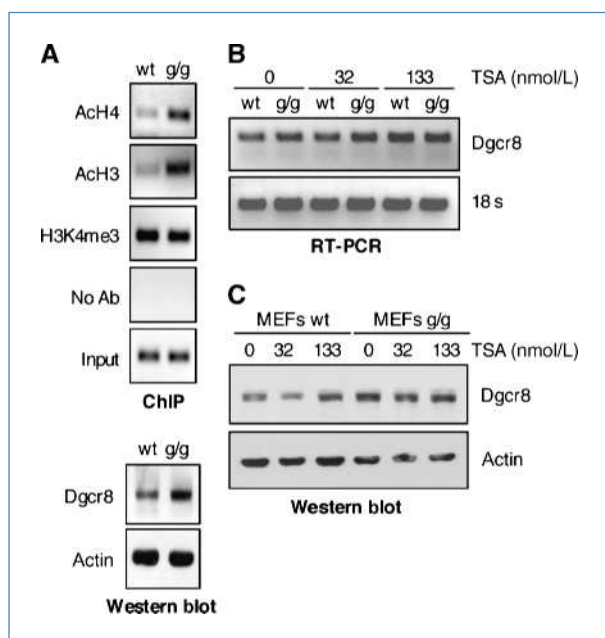 A
wt g/g
AcH4
AcH3
H3K4me3
No Ab
Input
ChIP
wt g/g
Dgcr8
Actin
Western blot
B
0 32 133 TSA (nmol/L)
wt g/g wt g/g wt g/g
Dgcr8
18 s
RT-PCR
C
MEFs wt MEFs g/g
0 32 133 0 32 133 TSA (nmol/L)
Dgcr8
Actin
Western blot